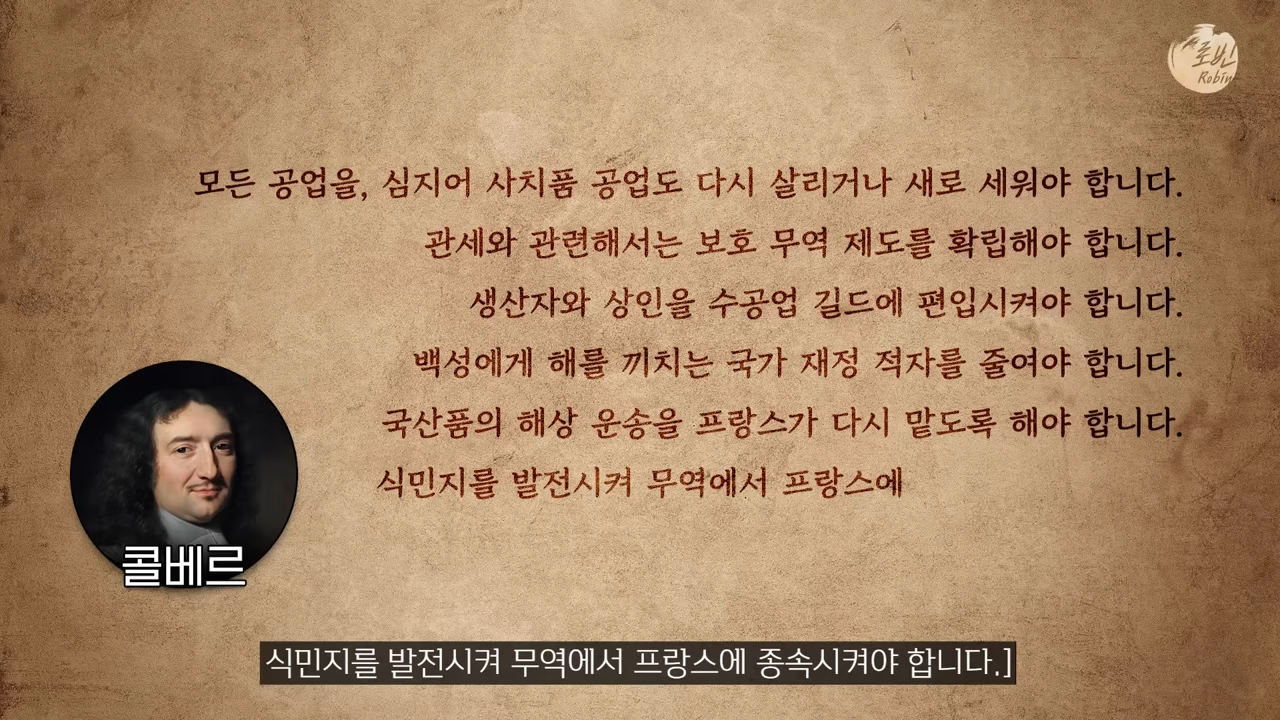 로빈
Robin
모든 공업을, 심지어 사치품 공업도 다시 살리거나 새로 세워야 합니다.
관세와 관련해서는 보호 무역 제도를 확립해야 합니다.
생산자와 상인을 수공업 길드에 편입시켜야 합니다.
백성에게 해를 끼치는 국가 재정 적자를 줄여야 합니다.
국산품의 해상 운송을 프랑스가 다시 맡도록 해야 합니다.
식민지를 발전시켜 무역에서 프랑스에
콜베르
식민지를 발전시켜 무역에서 프랑스에 종속시켜야 합니다.]